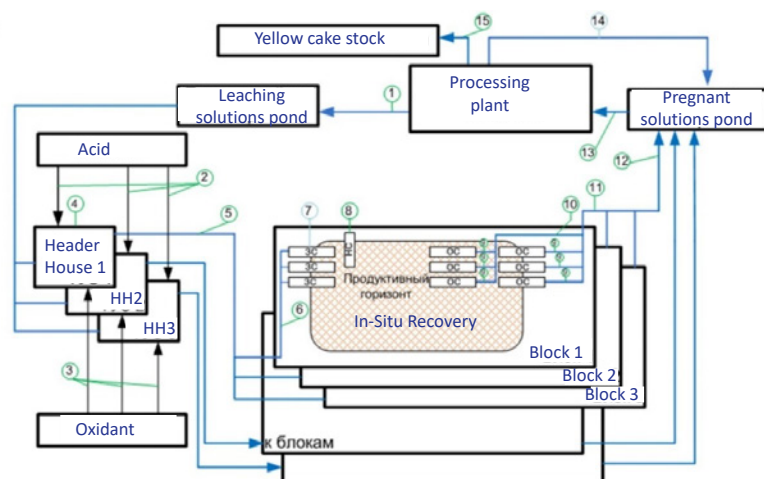 15
14
Yellow cake stock
Processing
plant
1
Leaching
solutions pond
Pregnant
solutions pond
13
12
Acid
2
4
5
7
8
10
11
Header
House 1
HH2
HH3
ЗС
ЗС
ЗС
НС
ОС
ОС
ОС
ОС
ОС
ОС
Продуктивный
горизонт
In-Situ Recovery
6
Block 1
Block 2
Block 3
3
Oxidant
к блокам